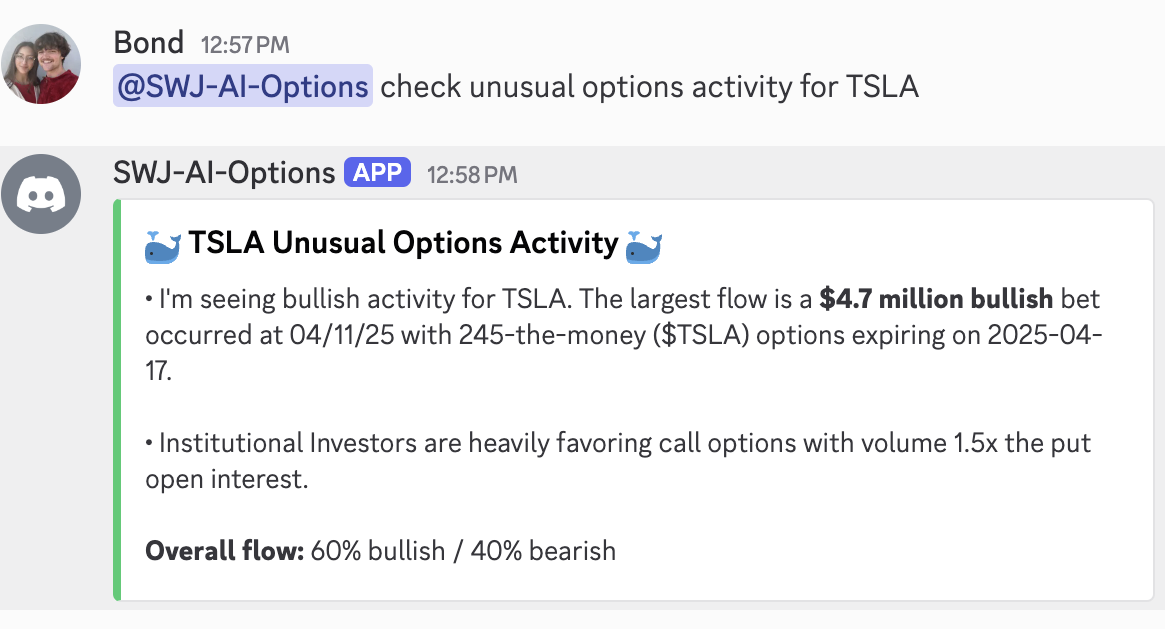 Bond 12:57 PM
@SWJ-AI-Options check unusual options activity for TSLA
SWJ-AI-Options APP 12:58 PM
🐳 TSLA Unusual Options Activity 🐳
• I'm seeing bullish activity for TSLA. The largest flow is a $4.7 million bullish bet
occurred at 04/11/25 with 245-the-money ($TSLA) options expiring on 2025-04-
17.
• Institutional Investors are heavily favoring call options with volume 1.5x the put
open interest.
Overall flow: 60% bullish / 40% bearish